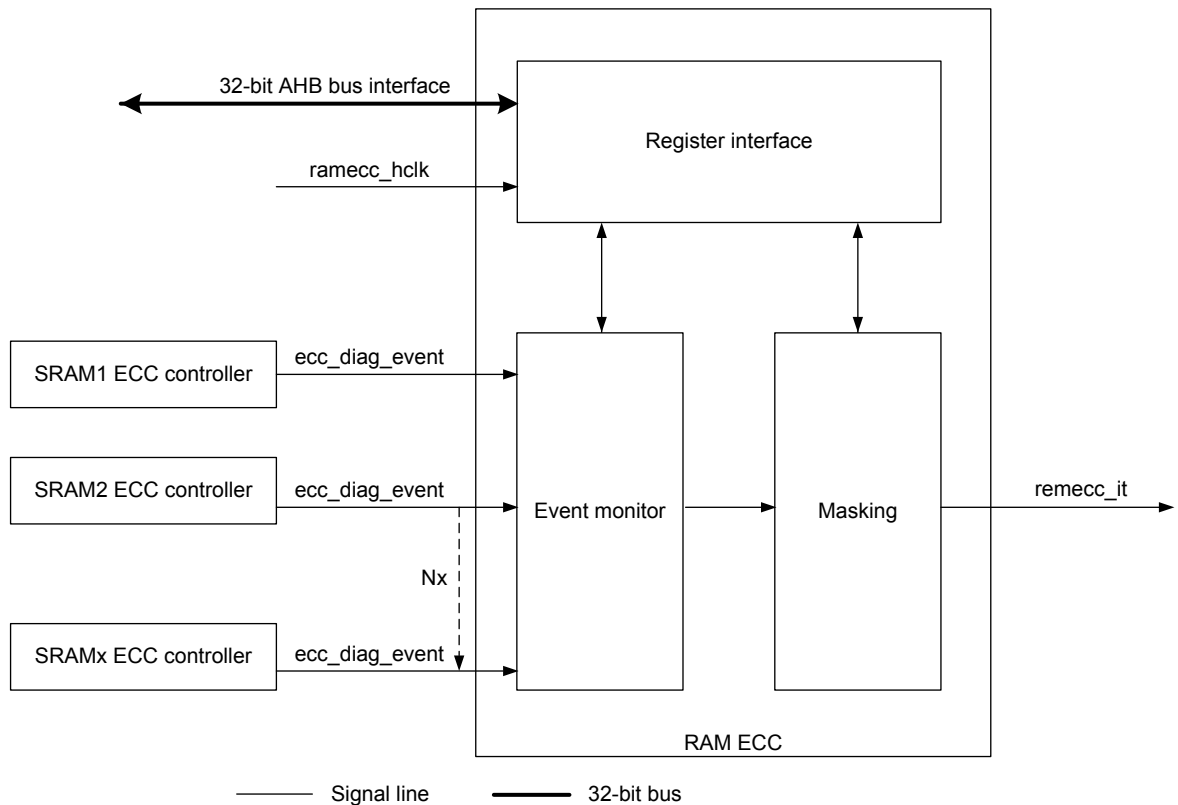 32-bit AHB bus interface
Register interface
ramecc_hclk
SRAM1 ECC controller
ecc_diag_event
SRAM2 ECC controller
ecc_diag_event
Event monitor
Masking
remecc_it
Nx
SRAMx ECC controller
ecc_diag_event
RAM ECC
Signal line
32-bit bus